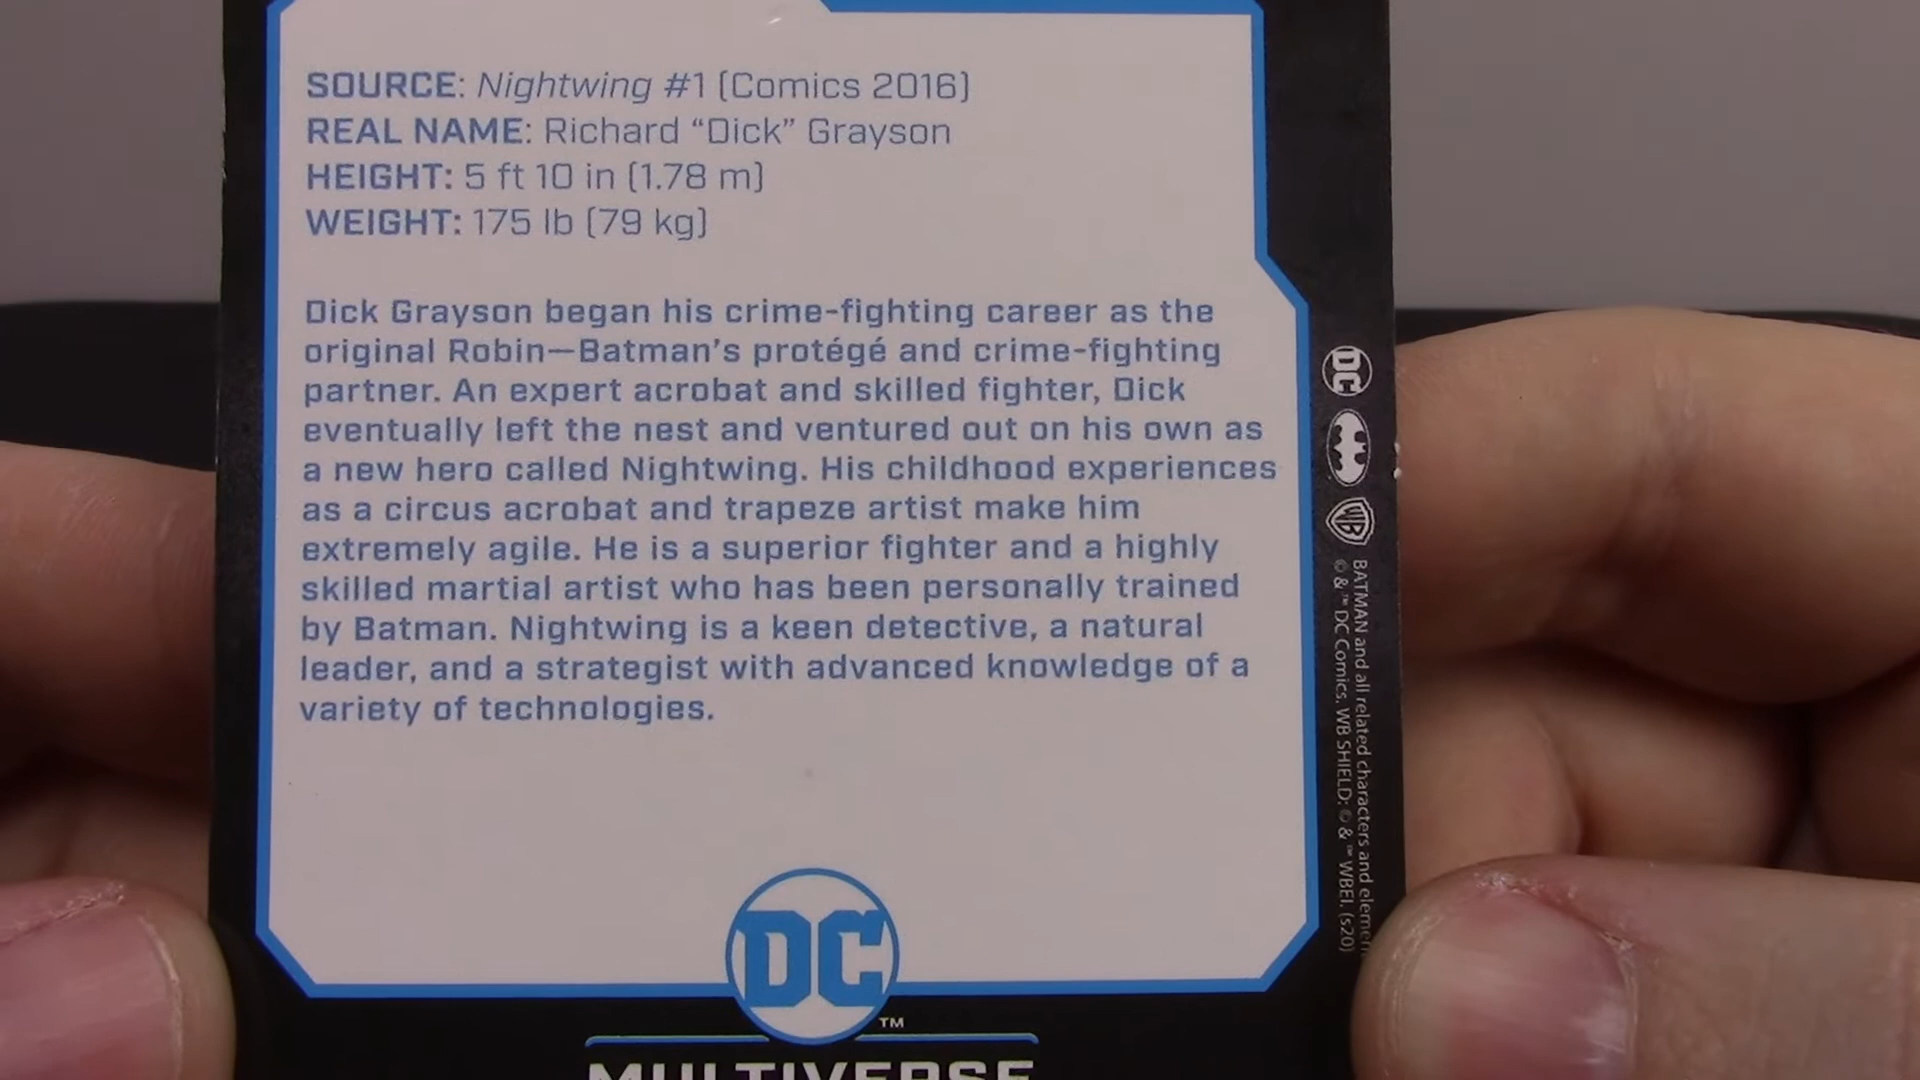 SOURCE: Nightwing #1 (Comics 2016)
REAL NAME: Richard “Dick” Grayson
HEIGHT: 5 ft 10 in (1.78 m)
WEIGHT: 175 lb (79 kg)
Dick Grayson began his crime-fighting career as the
original Robin—Batman’s protégé and crime-fighting
partner. An expert acrobat and skilled fighter, Dick
eventually left the nest and ventured out on his own as
a new hero called Nightwing. His childhood experiences
as a circus acrobat and trapeze artist make him
extremely agile. He is a superior fighter and a highly
skilled martial artist who has been personally trained
by Batman. Nightwing is a keen detective, a natural
leader, and a strategist with advanced knowledge of a
variety of technologies.
DC
™
MULTIVERSE
DC
WB
BATMAN and all related characters and
© & ™ DC Comics. WB SHIELD: © & ™ WBEI. (s20)